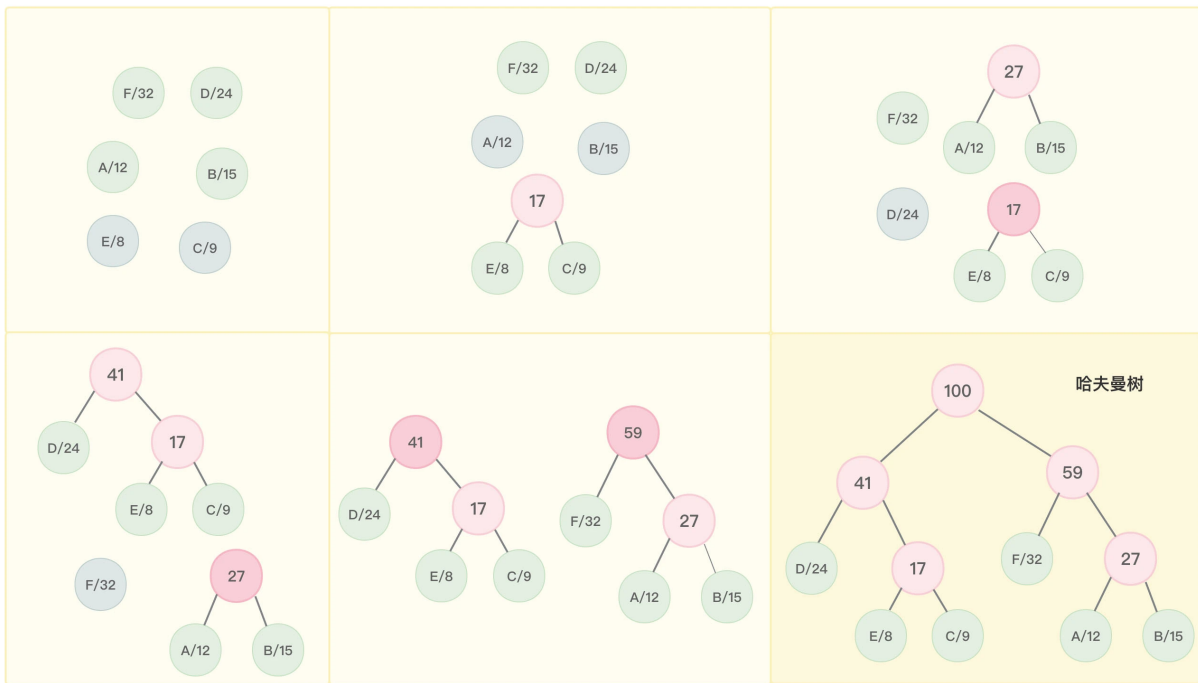 F/32 D/24
A/12 B/15
E/8 C/9
F/32 D/24
A/12 B/15
17
E/8 C/9
27
F/32
A/12 B/15
D/24 17
E/8 C/9
41
D/24 17
E/8 C/9
F/32 27
A/12 B/15
41
D/24 17
E/8 C/9
59
F/32 27
A/12 B/15
哈夫曼树
100
41 59
D/24 17 F/32 27
E/8 C/9 A/12 B/15